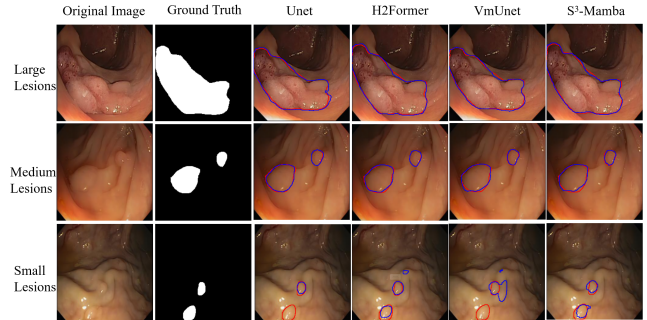 Original Image Ground Truth Unet H2Former VmUnet S³-Mamba
Large
Lesions
Medium
Lesions
Small
Lesions